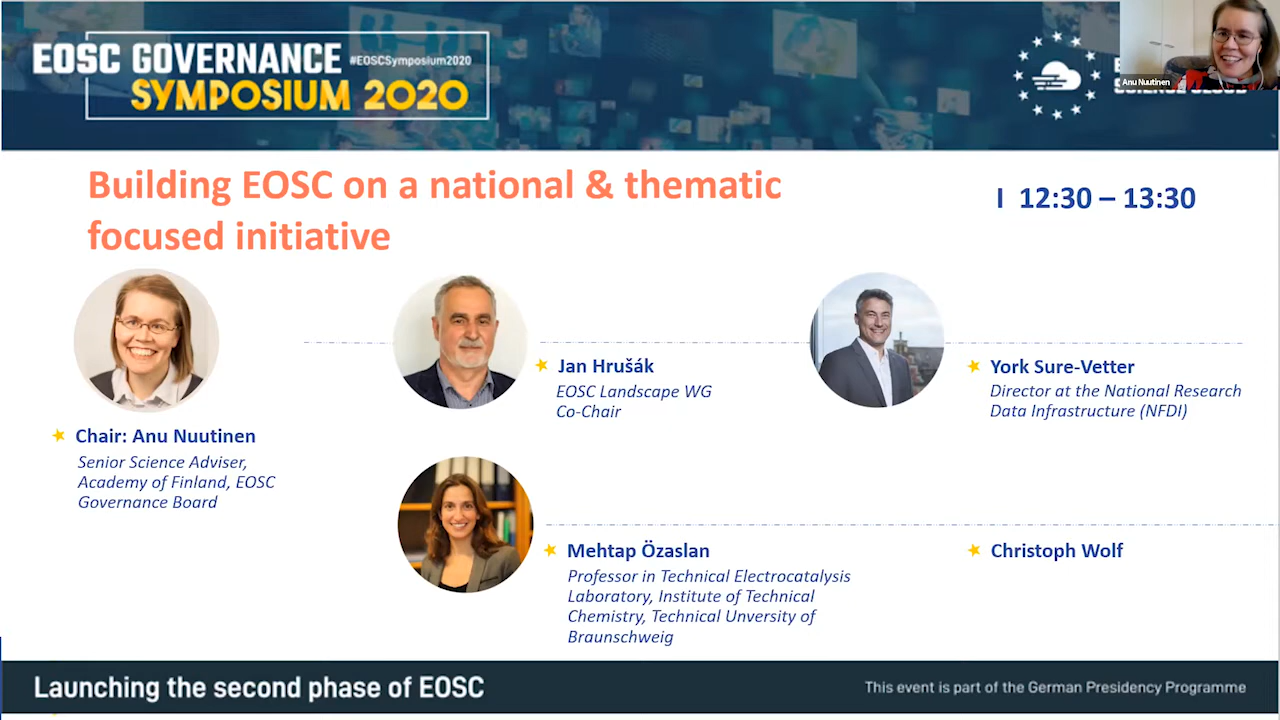 EOSC GOVERNANCE #EOSCSymposium2020
SYMPOSIUM 2020
Anu Nuutinen
Building EOSC on a national & thematic
focused initiative
I 12:30 – 13:30
Jan Hrušák
EOSC Landscape WG
Co-Chair
York Sure-Vetter
Director at the National Research
Data Infrastructure (NFDI)
Chair: Anu Nuutinen
Senior Science Adviser,
Academy of Finland, EOSC
Governance Board
Mehtap Özaslan
Professor in Technical Electrocatalysis
Laboratory, Institute of Technical
Chemistry, Technical Unversity of
Braunschweig
Christoph Wolf
Launching the second phase of EOSC
This event is part of the German Presidency Programme